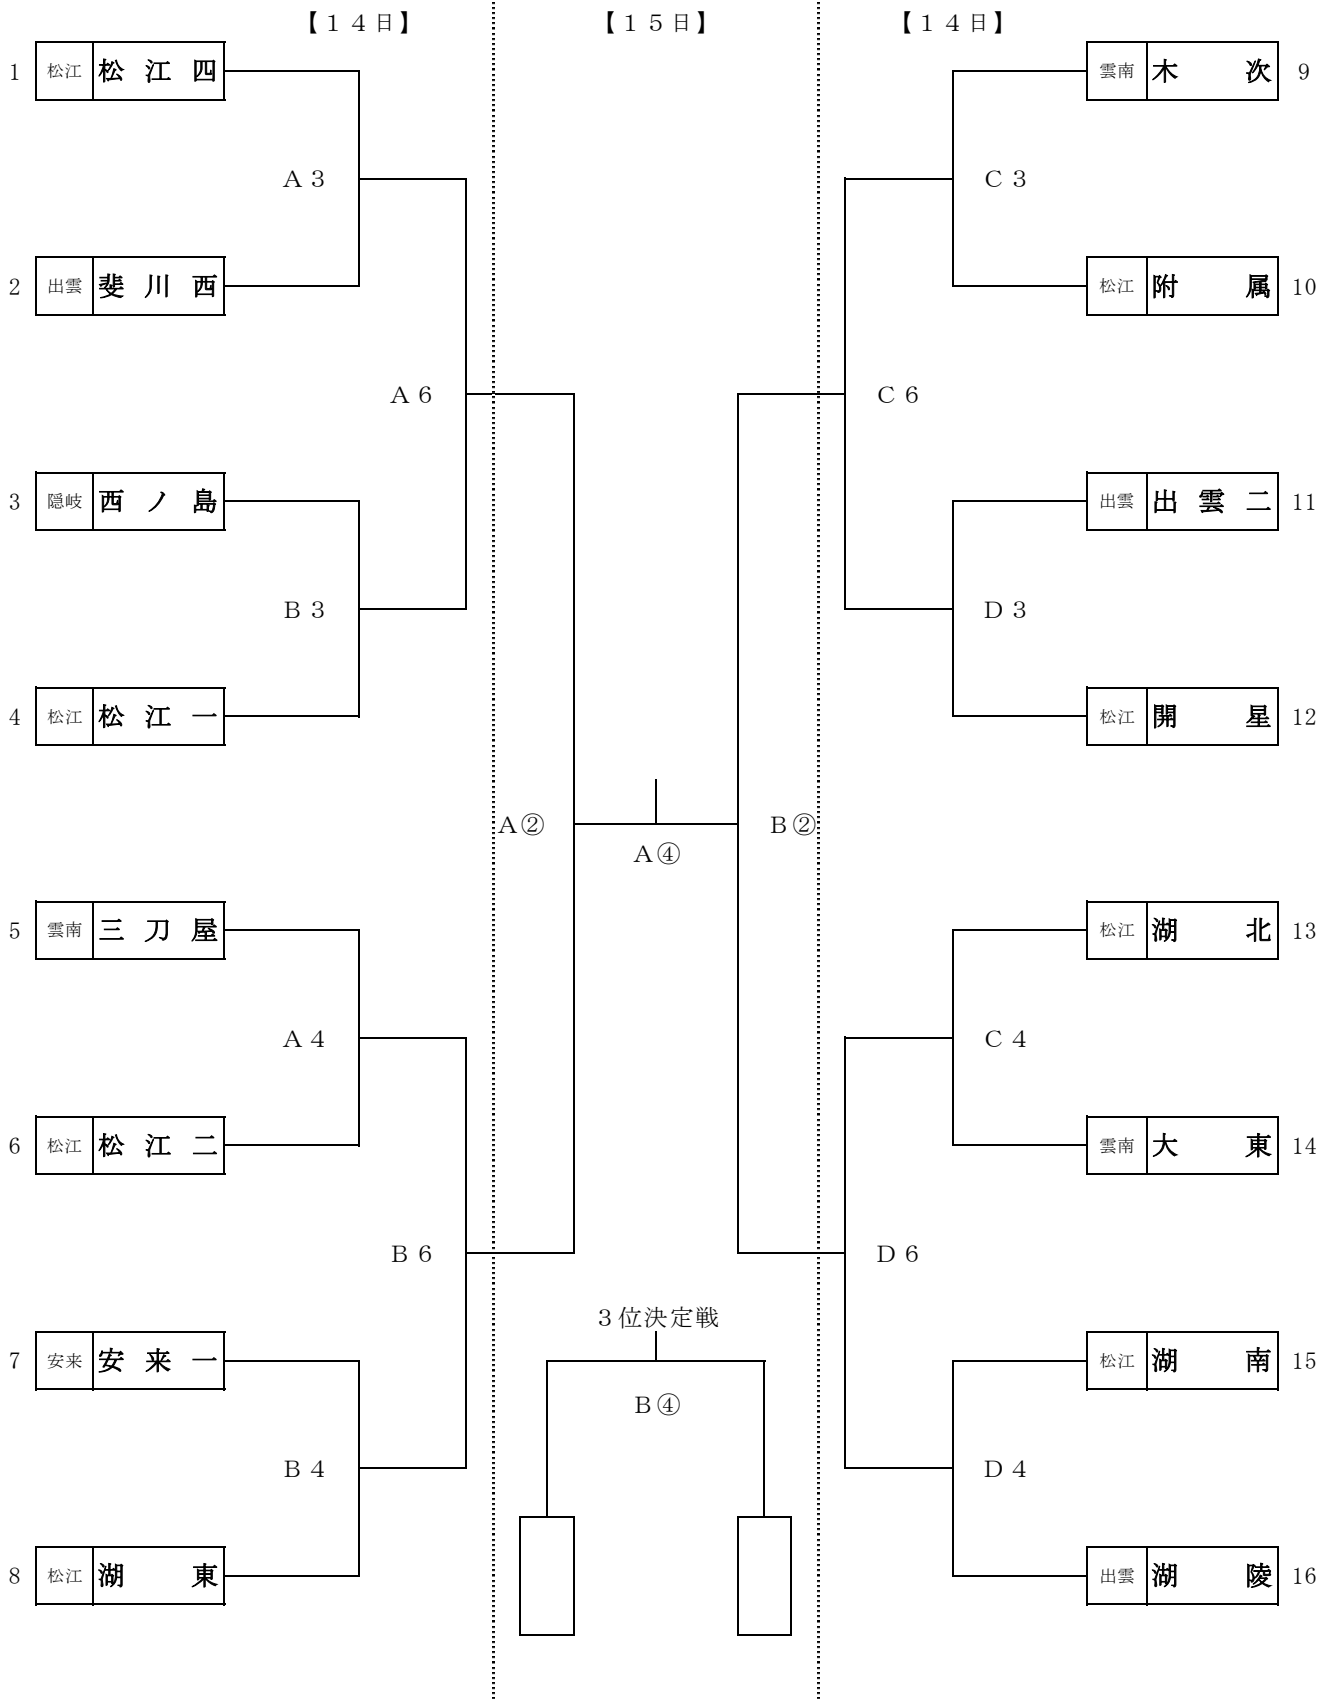 【１４日】 【１５日】 【１４日】
1 松江 松江四 雲南 木次 9
Ａ３ Ｃ３
2 出雲 斐川西 松江 附属 10
Ａ６ Ｃ６
3 隠岐 西ノ島 出雲 出雲二 11
Ｂ３ Ｄ３
4 松江 松江一 松江 開星 12
Ａ② Ｂ②
Ａ④
5 雲南 三刀屋 松江 湖北 13
Ａ４ Ｃ４
6 松江 松江二 雲南 大東 14
Ｂ６ Ｄ６
３位決定戦
7 安来 安来一 松江 湖南 15
Ｂ④
Ｂ４ Ｄ４
8 松江 湖東 出雲 湖陵 16